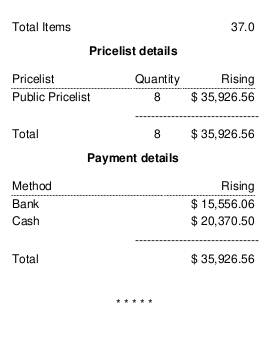 Total Items 37.0
Pricelist details
Pricelist Quantity Rising
Public Pricelist 8 $ 35,926.56
Total 8 $ 35,926.56
Payment details
Method Rising
Bank $ 15,556.06
Cash $ 20,370.50
Total $ 35,926.56
* * * * *